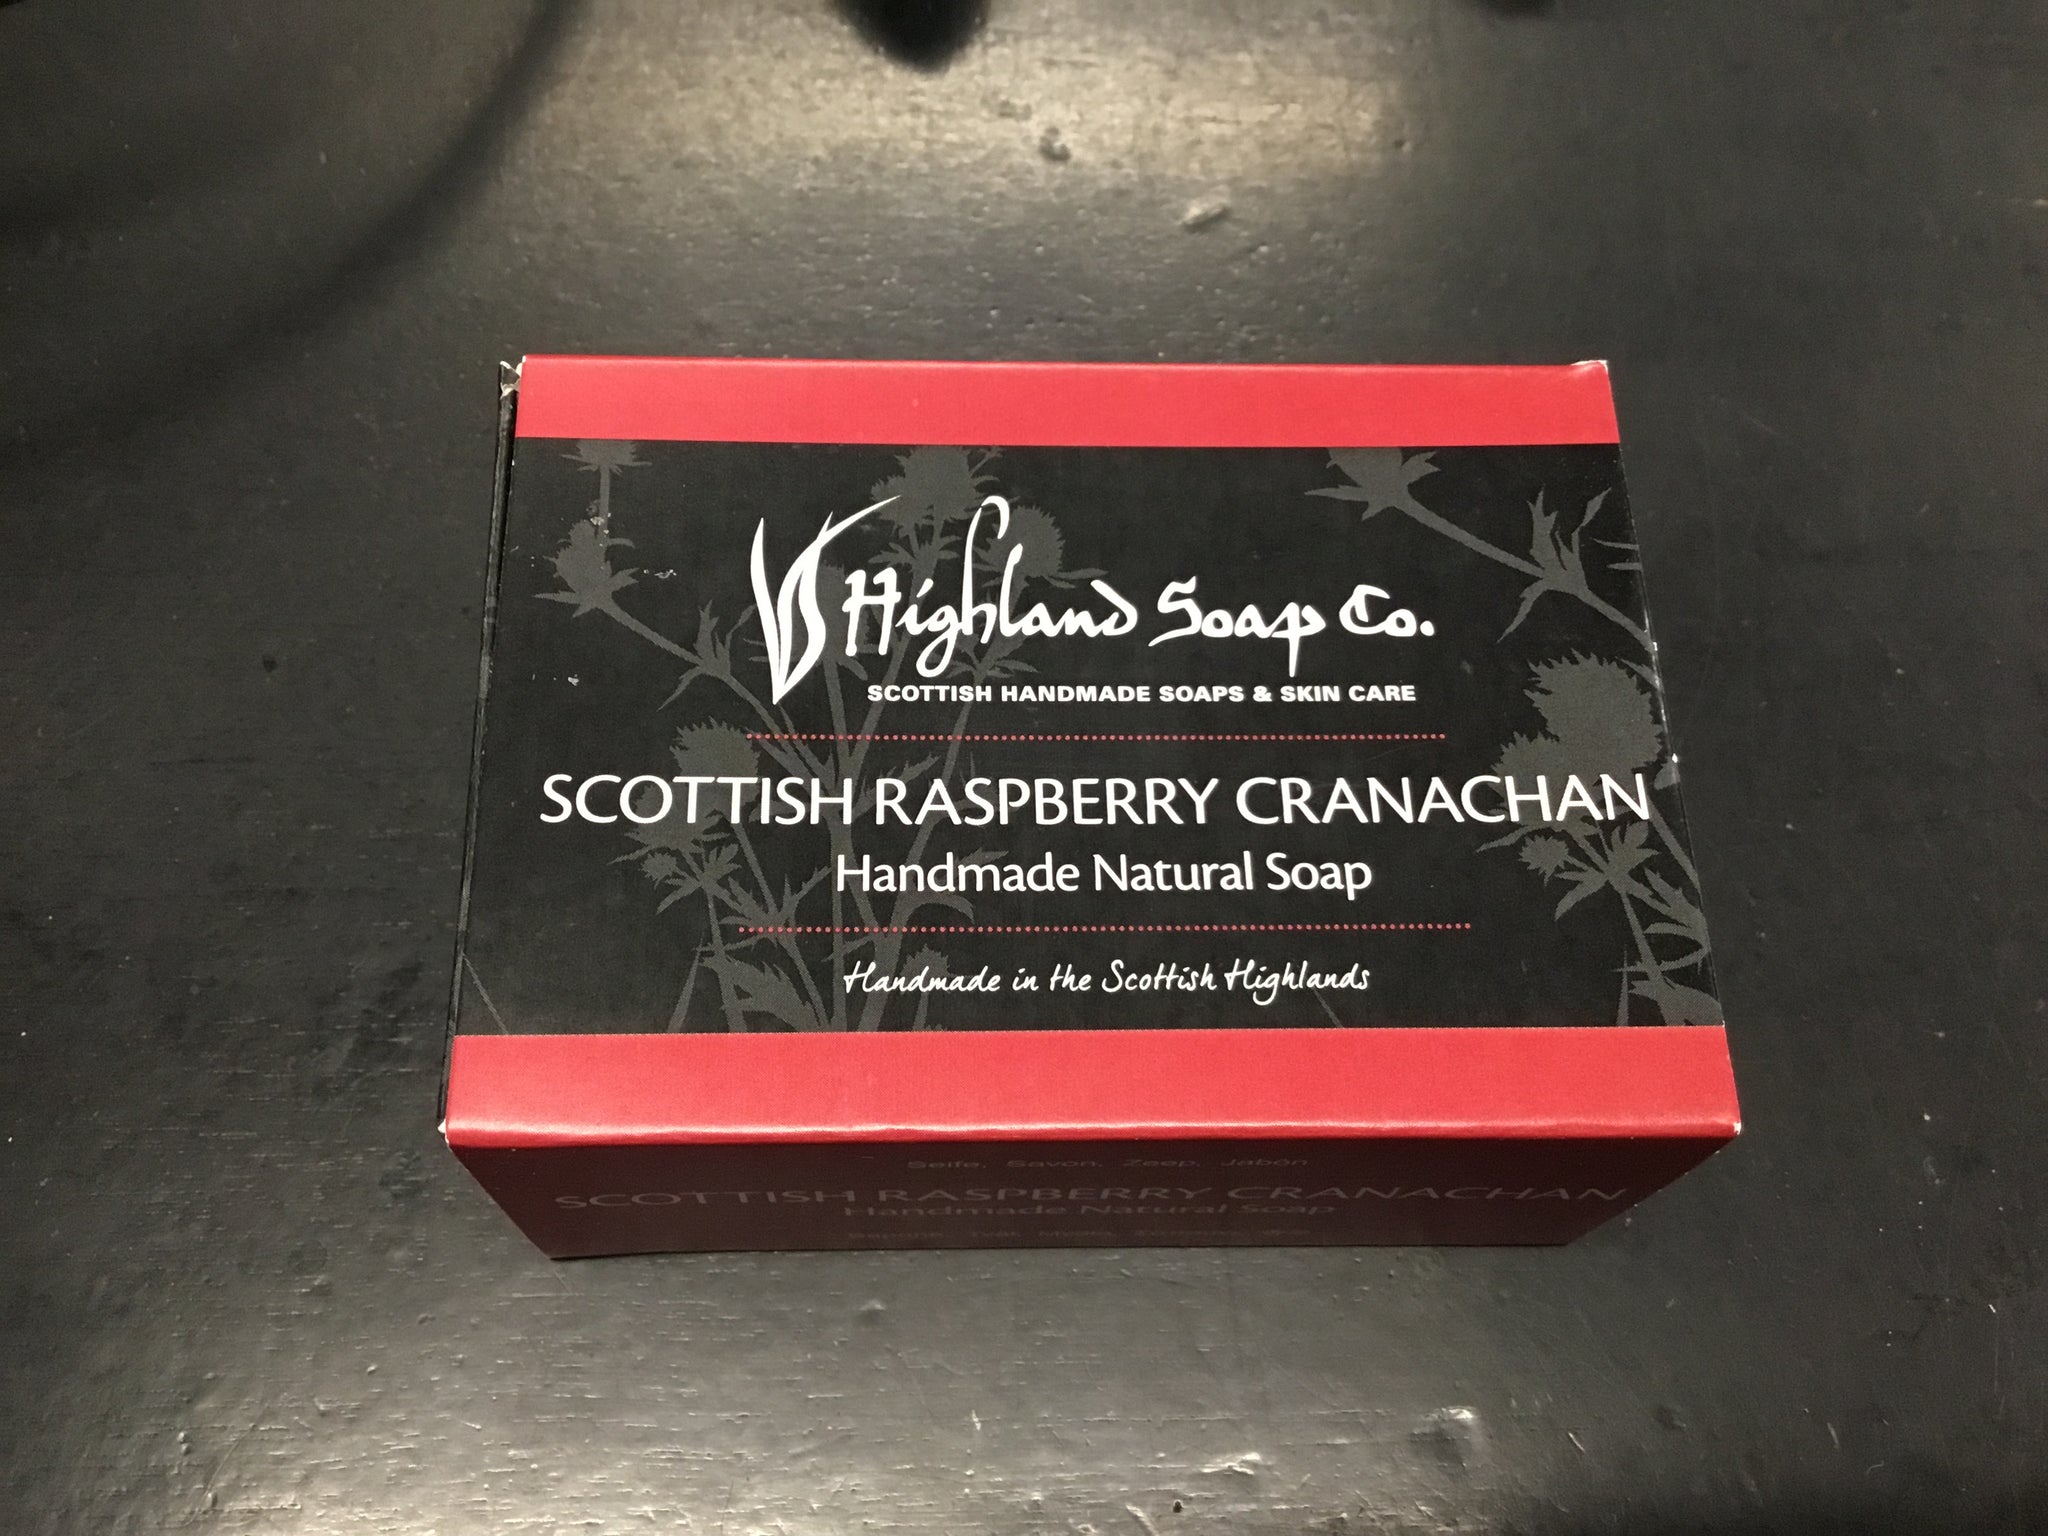 Highland Soap Co.
SCOTTISH HANDMADE SOAPS & SKIN CARE
SCOTTISH RASPBERRY CRANACHAN
Handmade Natural Soap
Handmade in the Scottish Highlands
Seife, Savon, Zeep, Jabón
SCOTTISH RASPBERRY CRANACHAN
Handmade Natural Soap